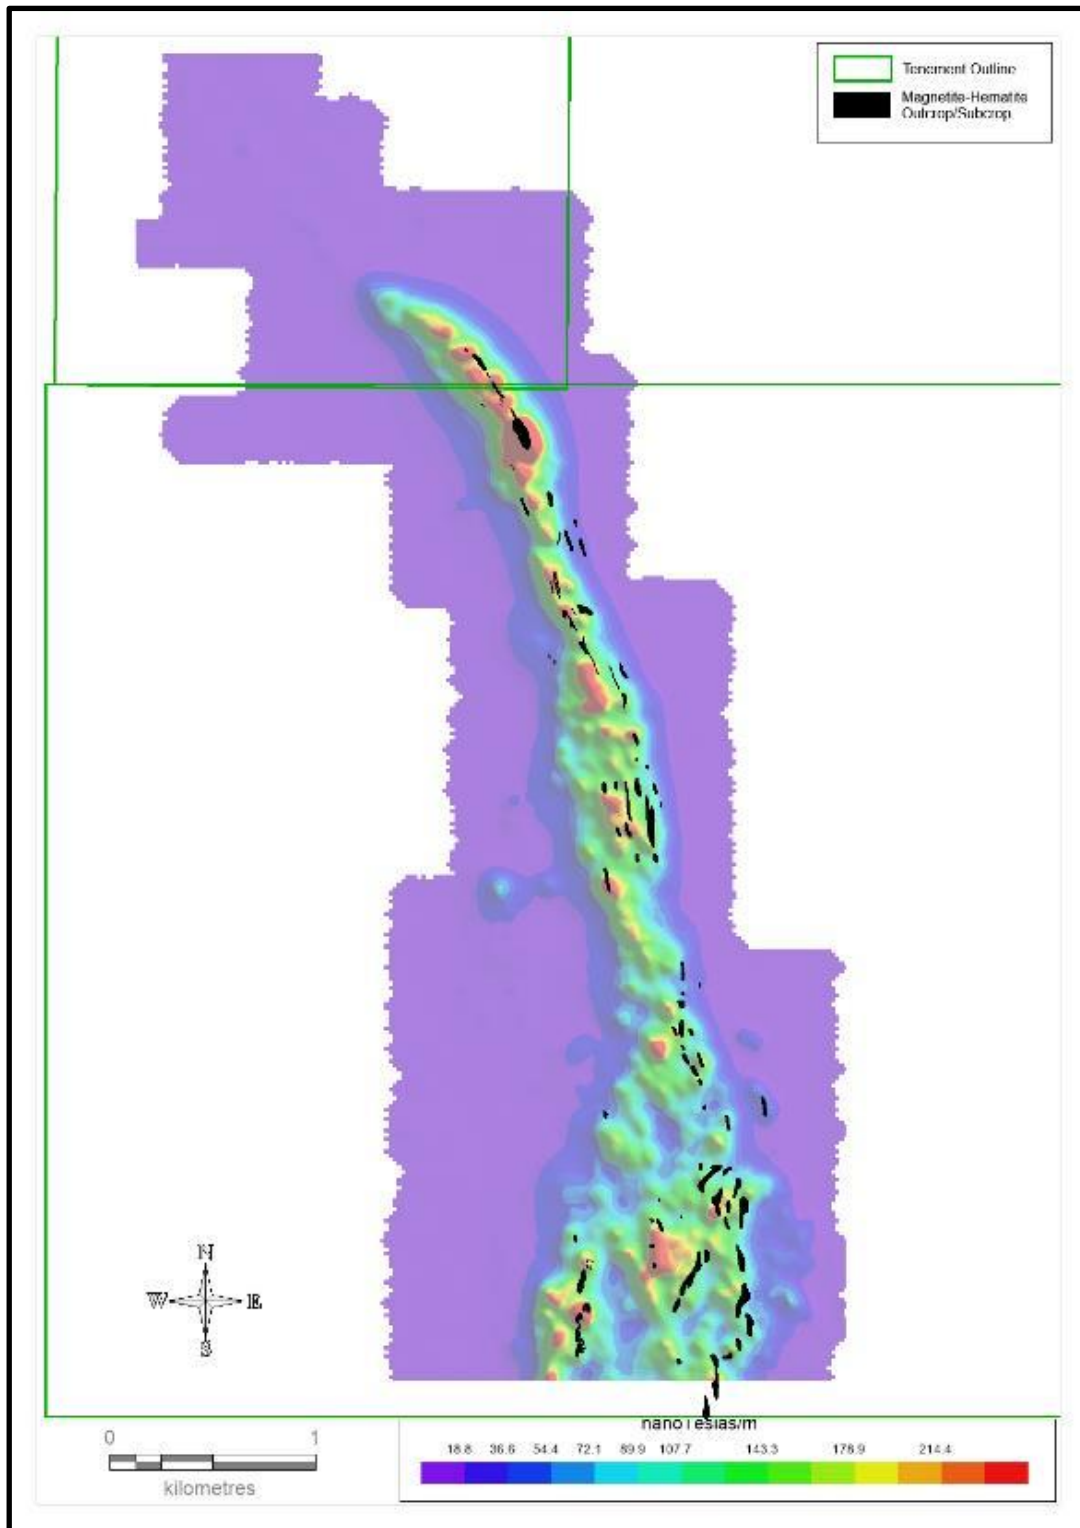 Tenement Outline
Magnetite-Hematite
Outcrop/Subcrop
N
W E
S
0 1
kilometres
nanoTeslas/m
18.8 36.6 54.4 72.1 89.9 107.7 143.3 178.9 214.4